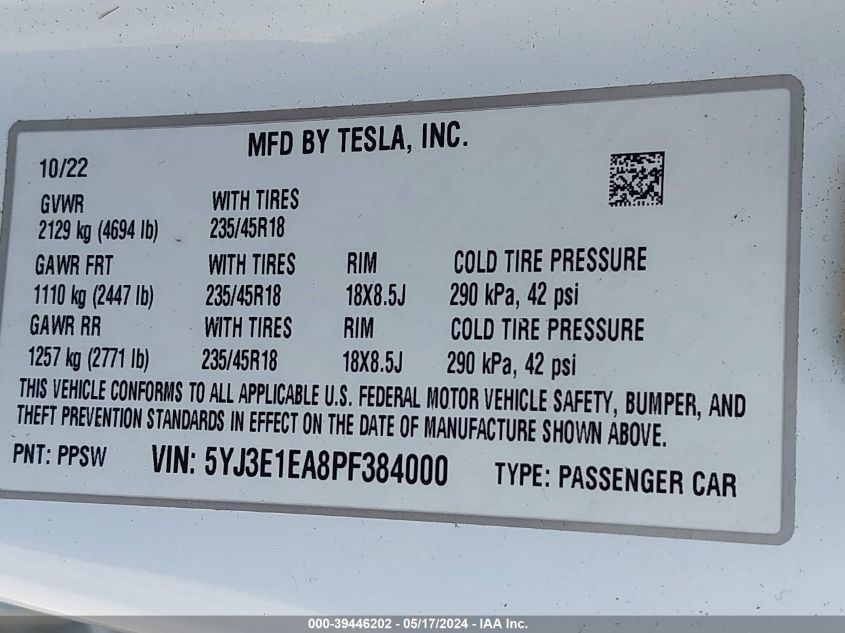 MFD BY TESLA, INC.
10/22
GVWR WITH TIRES
2129 kg (4694 lb) 235/45R18
GAWR FRT WITH TIRES RIM COLD TIRE PRESSURE
1110 kg (2447 lb) 235/45R18 18X8.5J 290 kPa, 42 psi
GAWR RR WITH TIRES RIM COLD TIRE PRESSURE
1257 kg (2771 lb) 235/45R18 18X8.5J 290 kPa, 42 psi
THIS VEHICLE CONFORMS TO ALL APPLICABLE U.S. FEDERAL MOTOR VEHICLE SAFETY, BUMPER, AND
THEFT PREVENTION STANDARDS IN EFFECT ON THE DATE OF MANUFACTURE SHOWN ABOVE.
PNT: PPSW VIN: 5YJ3E1EA8PF384000 TYPE: PASSENGER CAR
000-39446202 - 05/17/2024 - IAA Inc.